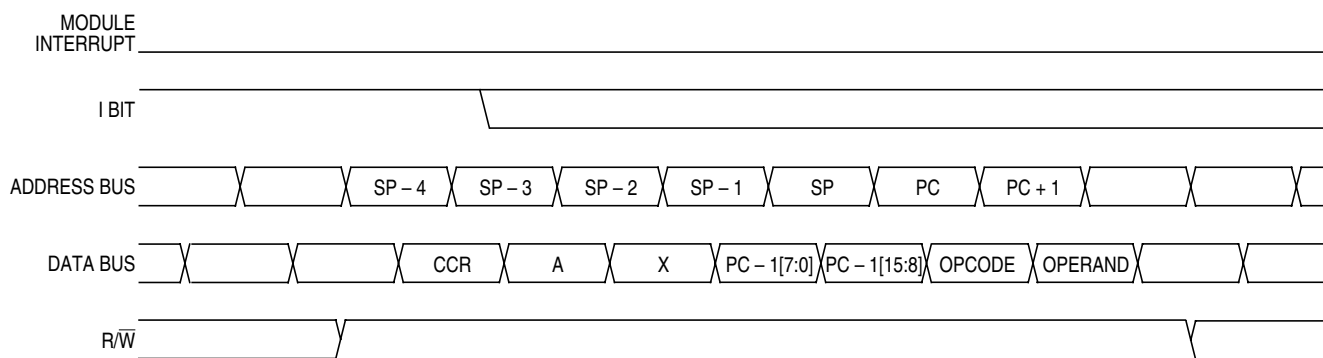 MODULE
INTERRUPT
I BIT
ADDRESS BUS SP – 4 SP – 3 SP – 2 SP – 1 SP PC PC + 1
DATA BUS CCR A X PC – 1[7:0] PC – 1[15:8] OPCODE OPERAND
R/W̅